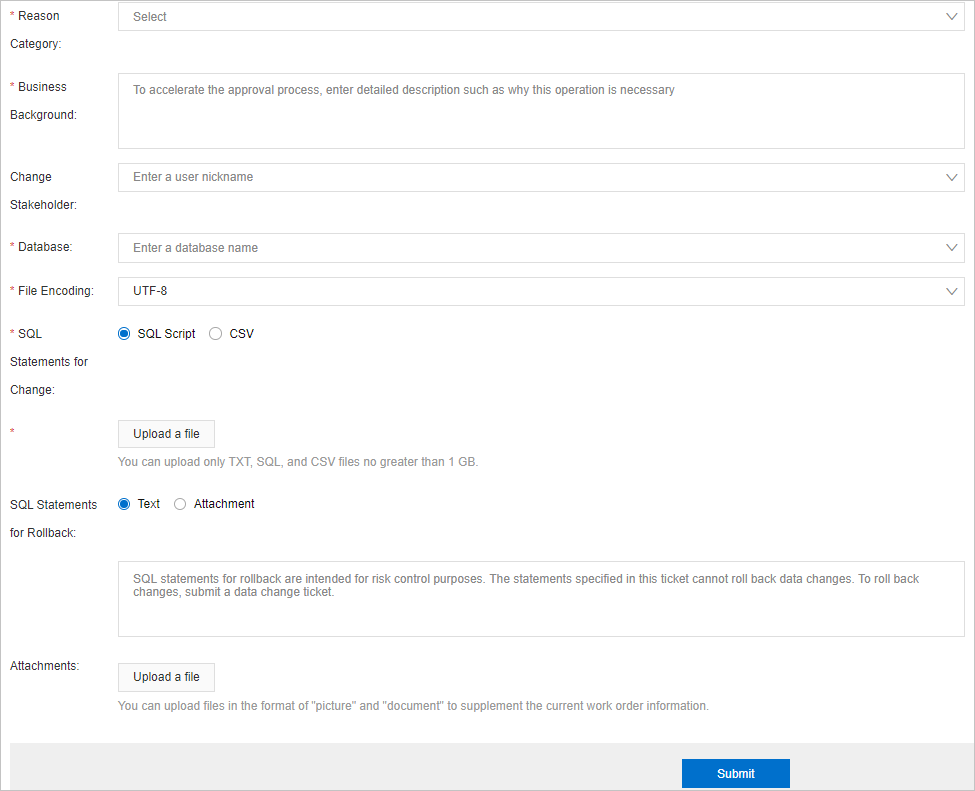 * Reason
Category:
Select
* Business
Background:
To accelerate the approval process, enter detailed description such as why this operation is necessary
Change
Stakeholder:
Enter a user nickname
* Database:
Enter a database name
* File Encoding:
UTF-8
* SQL
Statements for
Change:
SQL Script
CSV
*
Upload a file
You can upload only TXT, SQL, and CSV files no greater than 1 GB.
SQL Statements
for Rollback:
Text
Attachment
SQL statements for rollback are intended for risk control purposes. The statements specified in this ticket cannot roll back data changes. To roll back
changes, submit a data change ticket.
Attachments:
Upload a file
You can upload files in the format of "picture" and "document" to supplement the current work order information.
Submit